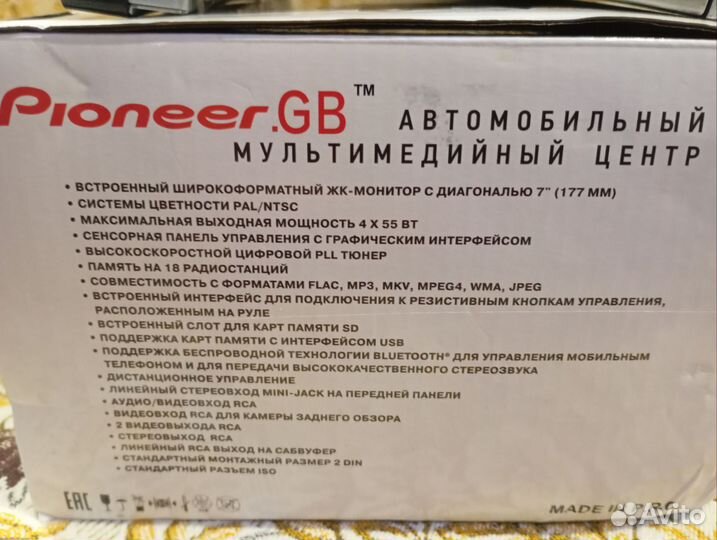 Pioneer.GB™ АВТОМОБИЛЬНЫЙ
МУЛЬТИМЕДИЙНЫЙ ЦЕНТР
• ВСТРОЕННЫЙ ШИРОКОФОРМАТНЫЙ ЖК-МОНИТОР С ДИАГОНАЛЬЮ 7" (177 ММ)
• СИСТЕМЫ ЦВЕТНОСТИ PAL/NTSC
• МАКСИМАЛЬНАЯ ВЫХОДНАЯ МОЩНОСТЬ 4 X 55 ВТ
• СЕНСОРНАЯ ПАНЕЛЬ УПРАВЛЕНИЯ С ГРАФИЧЕСКИМ ИНТЕРФЕЙСОМ
• ВЫСОКОСКОРОСТНОЙ ЦИФРОВОЙ PLL ТЮНЕР
• ПАМЯТЬ НА 18 РАДИОСТАНЦИЙ
• СОВМЕСТИМОСТЬ С ФОРМАТАМИ FLAC, MP3, MKV, MPEG4, WMA, JPEG
• ВСТРОЕННЫЙ ИНТЕРФЕЙС ДЛЯ ПОДКЛЮЧЕНИЯ К РЕЗИСТИВНЫМ КНОПКАМ УПРАВЛЕНИЯ,
РАСПОЛОЖЕННЫМ НА РУЛЕ
• ВСТРОЕННЫЙ СЛОТ ДЛЯ КАРТ ПАМЯТИ SD
• ПОДДЕРЖКА КАРТ ПАМЯТИ С ИНТЕРФЕЙСОМ USB
• ПОДДЕРЖКА БЕСПРОВОДНОЙ ТЕХНОЛОГИИ BLUETOOTH® ДЛЯ УПРАВЛЕНИЯ МОБИЛЬНЫМ
ТЕЛЕФОНОМ И ДЛЯ ПЕРЕДАЧИ ВЫСОКОКАЧЕСТВЕННОГО СТЕРЕОЗВУКА
• ДИСТАНЦИОННОЕ УПРАВЛЕНИЕ
• ЛИНЕЙНЫЙ СТЕРЕОВХОД MINI-JACK НА ПЕРЕДНЕЙ ПАНЕЛИ
• АУДИО/ВИДЕОВХОД RCA
• ВИДЕОВХОД RCA ДЛЯ КАМЕРЫ ЗАДНЕГО ОБЗОРА
• 2 ВИДЕОВЫХОДА RCA
• СТЕРЕОВЫХОД RCA
• ЛИНЕЙНЫЙ RCA ВЫХОД НА САБВУФЕР
• СТАНДАРТНЫЙ МОНТАЖНЫЙ РАЗМЕР 2 DIN
• СТАНДАРТНЫЙ РАЗЪЕМ ISO
EAC
MADE IN
Avito